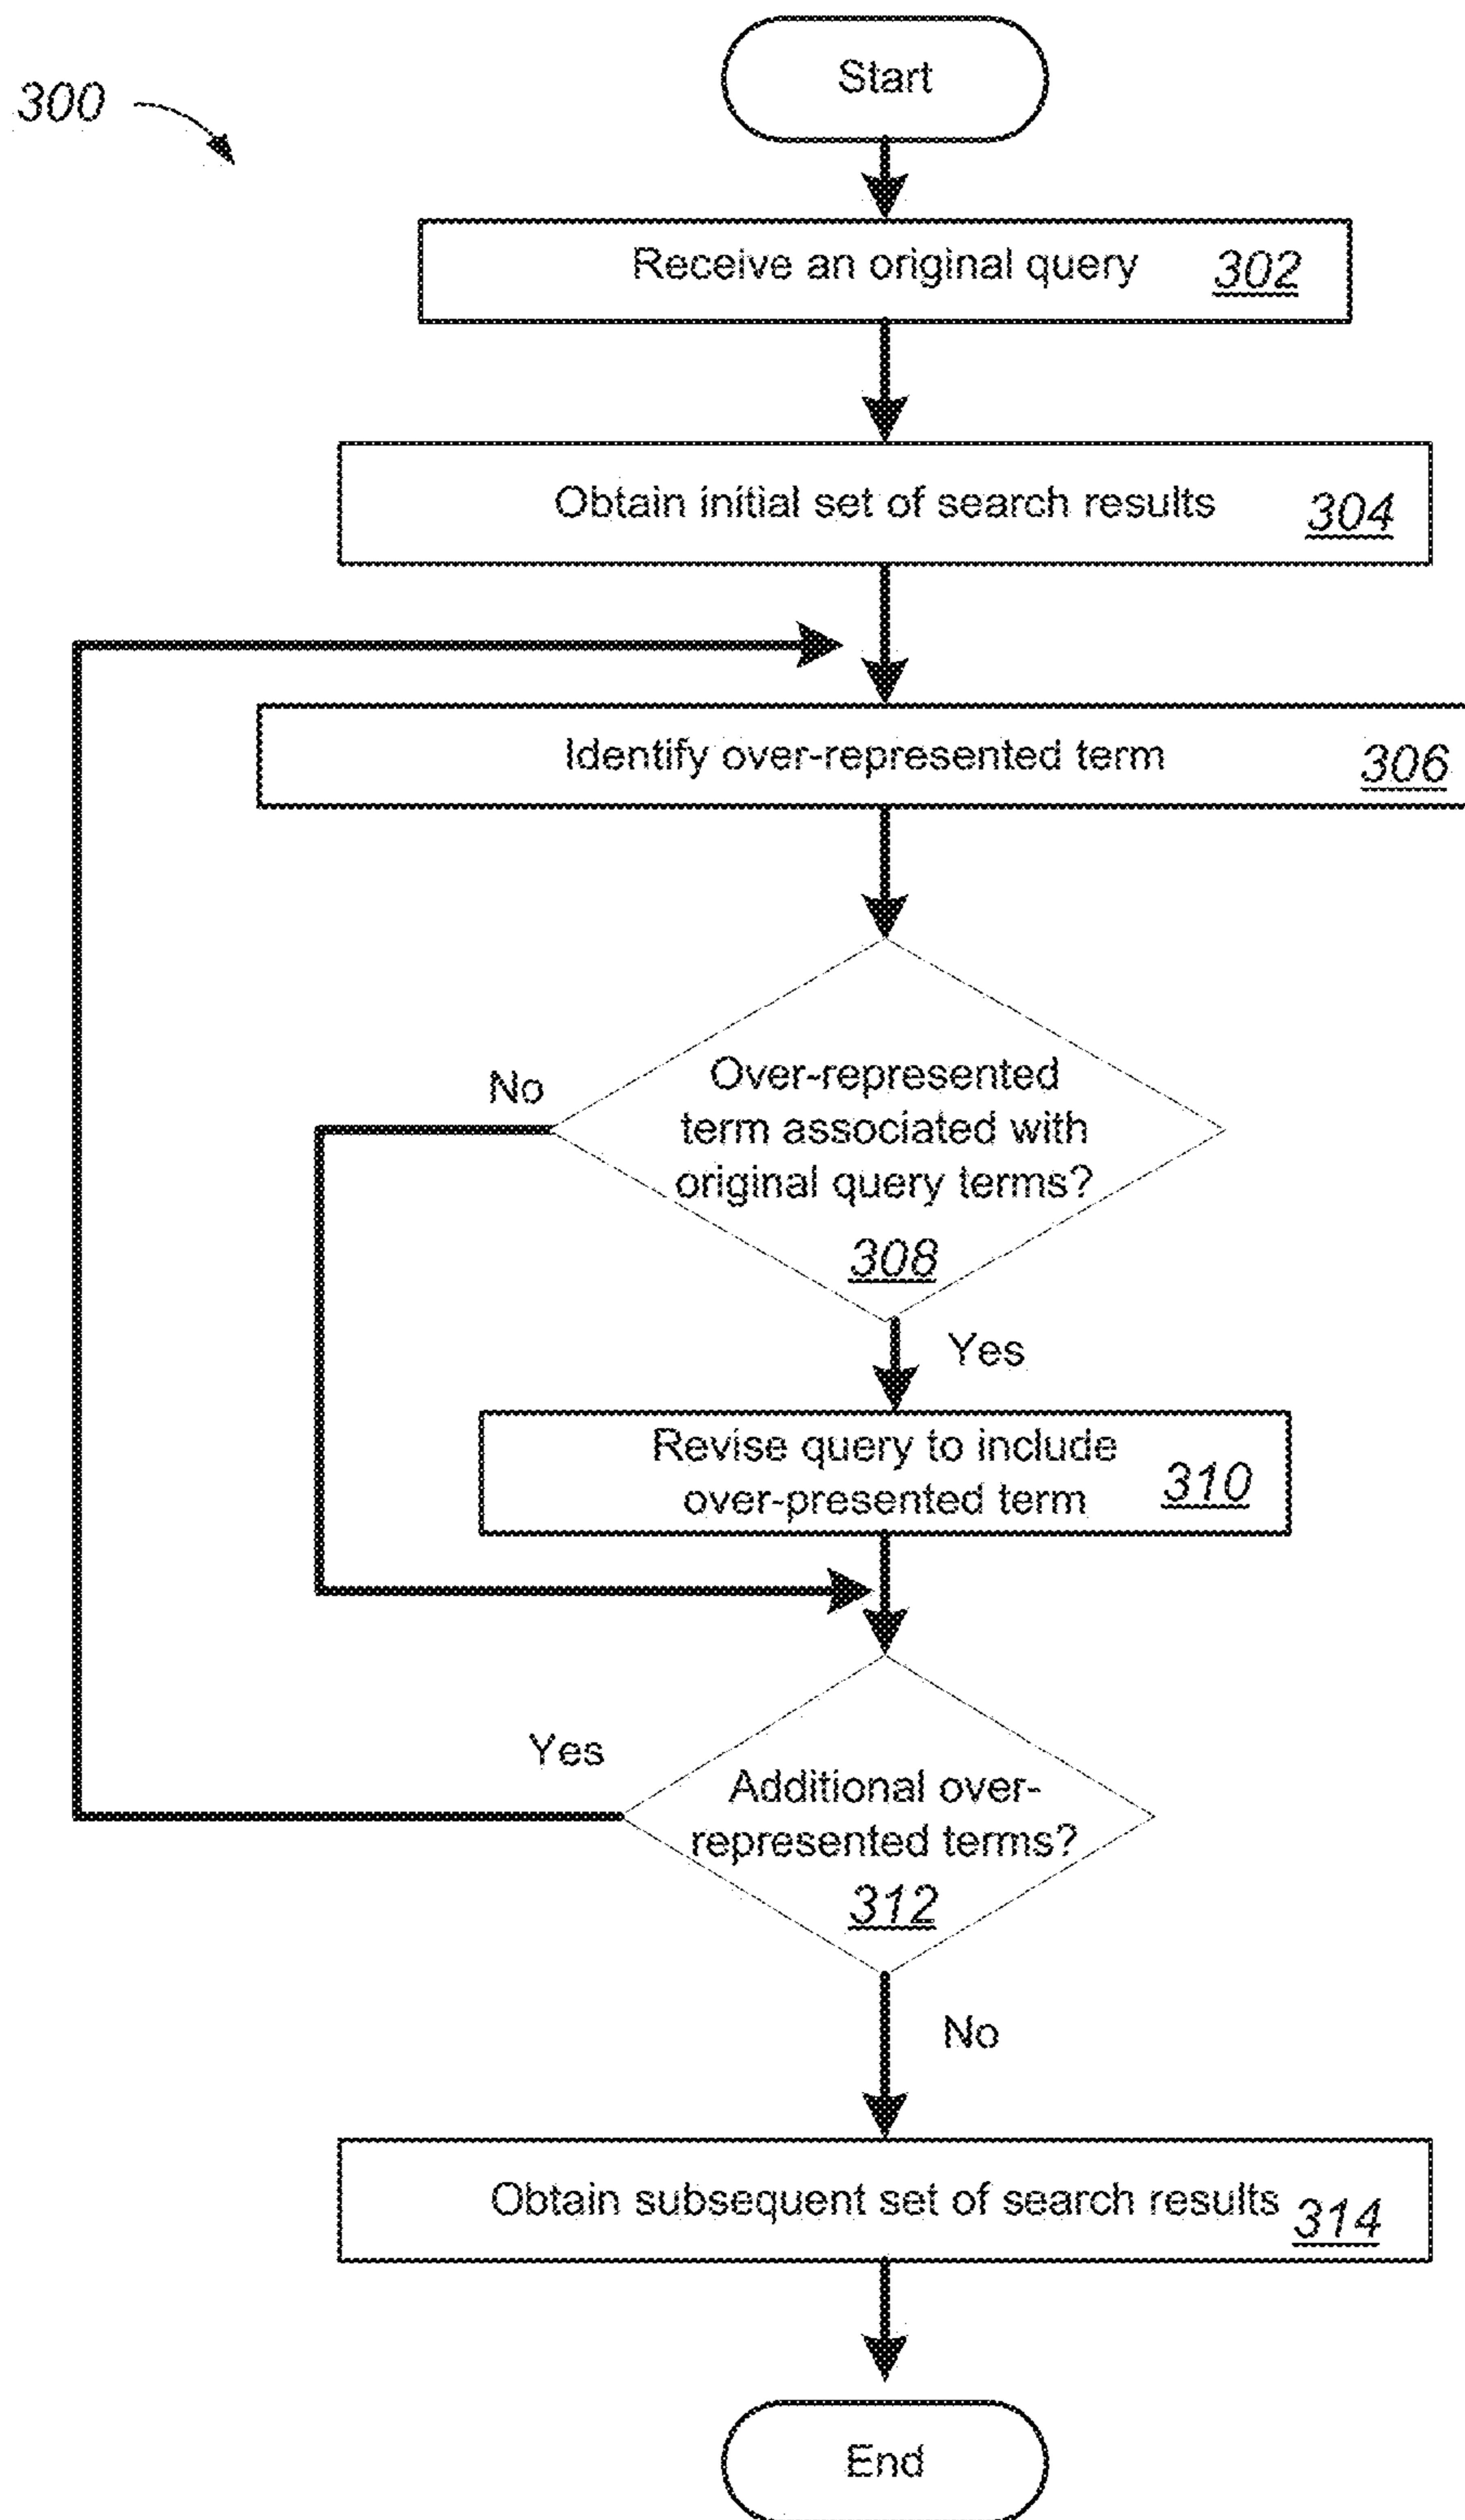 300
Start
Receive an original query 302
Obtain initial set of search results 304
Identify over-represented term 306
No
Over-represented
term associated with
original query terms?
308
Yes
Revise query to include
over-presented term 310
Yes
Additional over-
represented terms?
312
No
Obtain subsequent set of search results 314
End